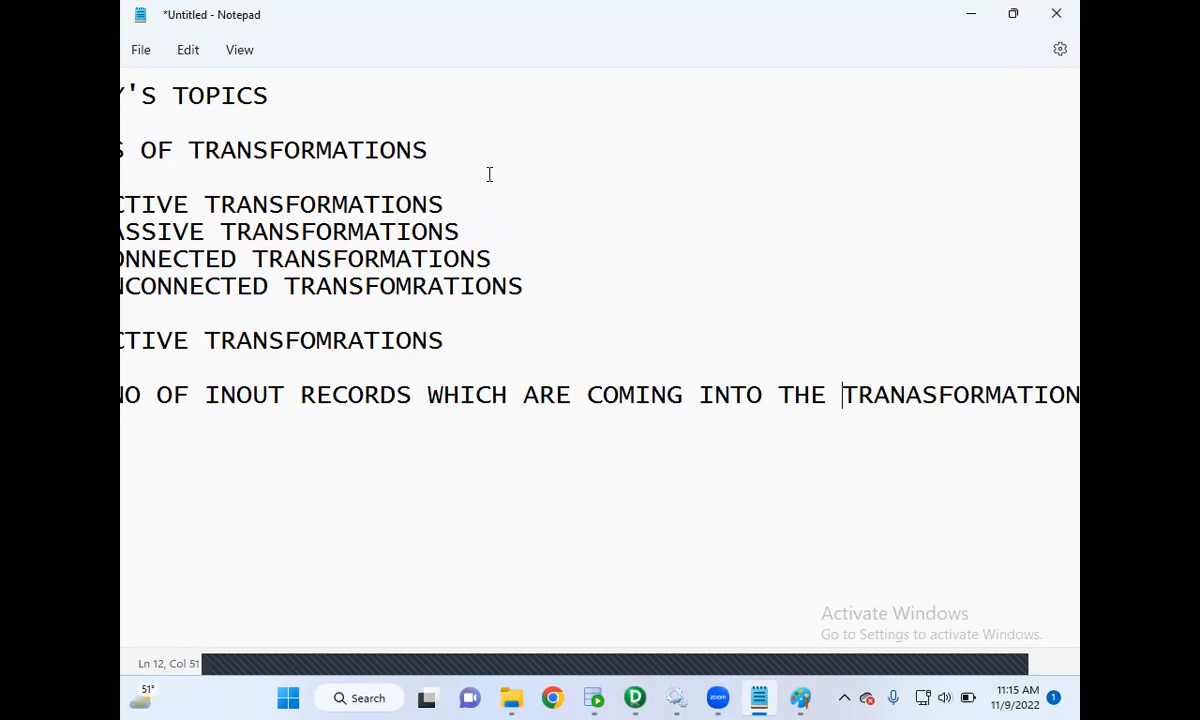 *Untitled - Notepad
File Edit View
'S TOPICS
OF TRANSFORMATIONS
CTIVE TRANSFORMATIONS
ASSIVE TRANSFORMATIONS
ONNECTED TRANSFORMATIONS
NCONNECTED TRANSFOMRATIONS
CTIVE TRANSFOMRATIONS
NO OF INOUT RECORDS WHICH ARE COMING INTO THE TRANASFORMATION
Activate Windows
Go to Settings to activate Windows.
Ln 12, Col 51
51°
Search
zoom
11:15 AM
11/9/2022
1